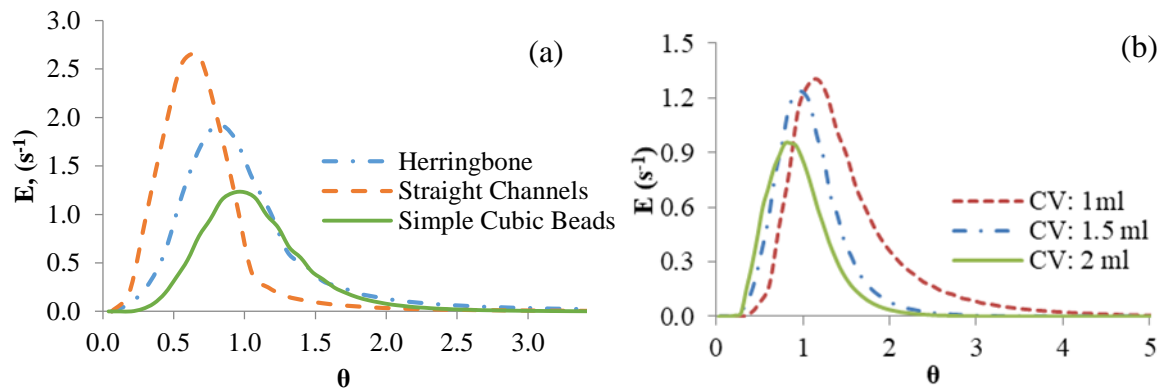 (a)
E, (s⁻¹)
3.0
2.5
2.0
1.5
1.0
0.5
0.0
Herringbone
Straight Channels
Simple Cubic Beads
0.0 0.5 1.0 1.5 2.0 2.5 3.0
θ
(b)
E (s⁻¹)
1.5
1.2
0.9
0.6
0.3
0.0
CV: 1ml
CV: 1.5 ml
CV: 2 ml
0 1 2 3 4 5
θ